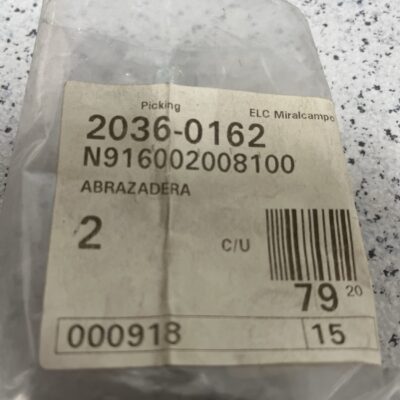 Picking ELC Miralcampo
2036-0162
N916002008100
ABRAZADERA
2 C/U
79 20
000918 15